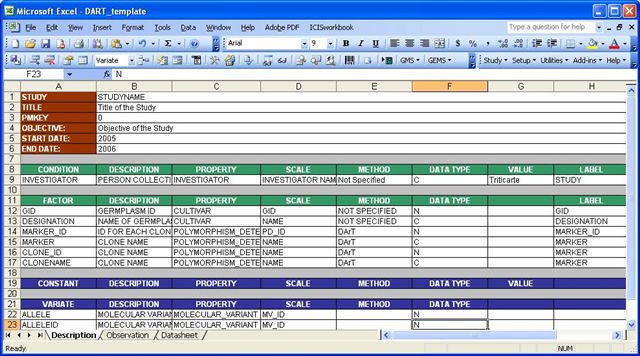 Microsoft Excel - DART_template
File Edit View Insert Format Tools Data Window Help Adobe PDF ICISworkbook Type a question for help
Arial 9 B I U $ %
Variate GMS GEMS Study Setup Utilities Add-ins Help
F23 fx N
A B C D E F G H
1 STUDY STUDYNAME
2 TITLE Title of the Study
3 PMKEY 0
4 OBJECTIVE: Objective of the Study
5 START DATE: 2005
6 END DATE: 2006
7
8 CONDITION DESCRIPTION PROPERTY SCALE METHOD DATA TYPE VALUE LABEL
9 INVESTIGATOR PERSON COLLECTI INVESTIGATOR INVESTIGATOR NAM Not Specified C Triticarte STUDY
10
11 FACTOR DESCRIPTION PROPERTY SCALE METHOD DATA TYPE LABEL
12 GID GERMPLASM ID CULTIVAR GID NOT SPECIFIED N GID
13 DESIGNATION NAME OF GERMPLA CULTIVAR NAME NOT SPECIFIED C DESIGNATION
14 MARKER_ID ID FOR EACH CLON POLYMORPHISM_DETE PD_ID DArT N MARKER_ID
15 MARKER CLONE NAME POLYMORPHISM_DETE NAME DArT C MARKER
16 CLONE_ID CLONE NAME POLYMORPHISM_DETE NAME DArT N MARKER
17 CLONENAME CLONE NAME POLYMORPHISM_DETE NAME DArT C MARKER
18
19 CONSTANT DESCRIPTION PROPERTY SCALE METHOD DATA TYPE VALUE
20
21 VARIATE DESCRIPTION PROPERTY SCALE METHOD DATA TYPE
22 ALLELE MOLECULAR VARIAN MOLECULAR_VARIANT MV_ID N
23 ALLELEID MOLECULAR VARIAN MOLECULAR_VARIANT MV_ID N
Description Observation Datasheet
Ready NUM